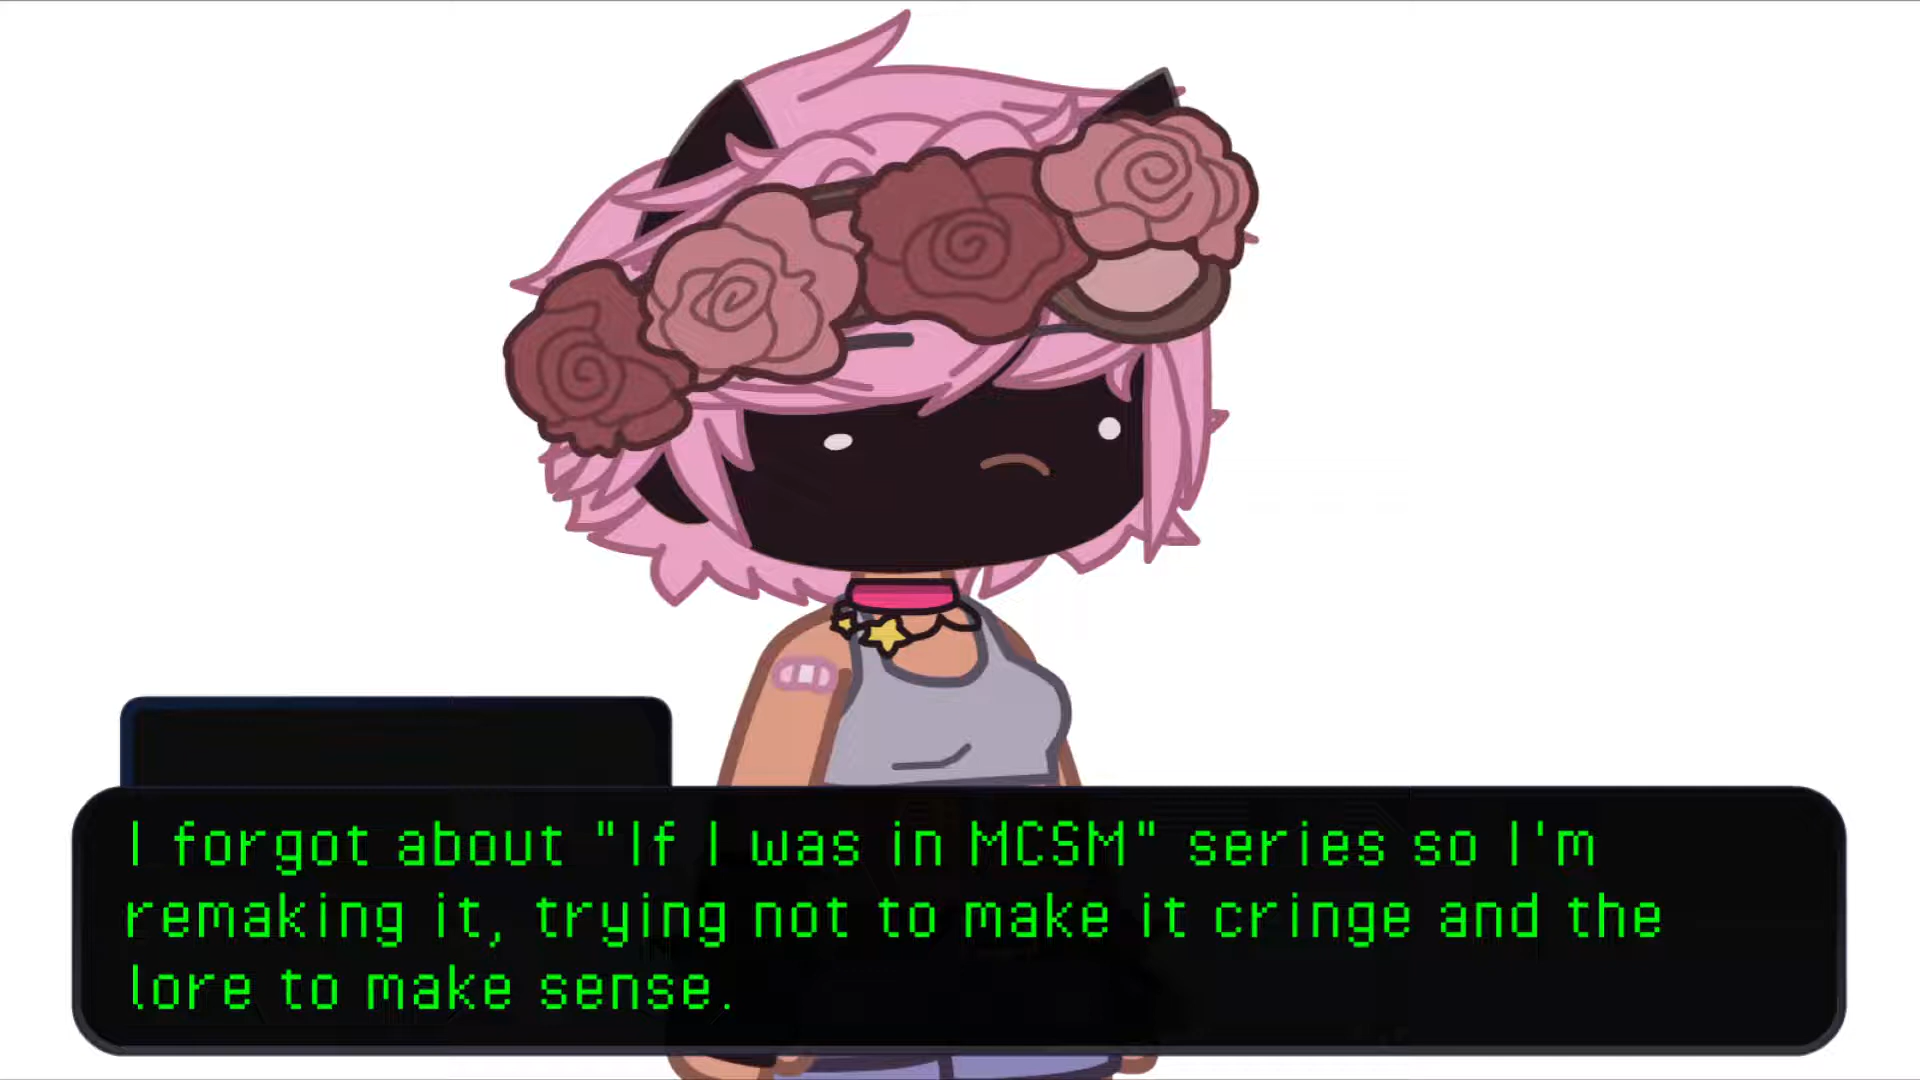 I forgot about "If I was in MCSM" series so I'm
remaking it, trying not to make it cringe and the
lore to make sense.